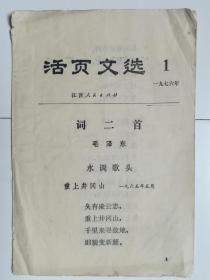 活页文选 1
一九七六年
江西人民出版社
词二首
毛泽东
水调歌头
重上井冈山 一九六五年五月
久有凌云志，
重上井冈山。
千里来寻故地，
旧貌变新颜。
1